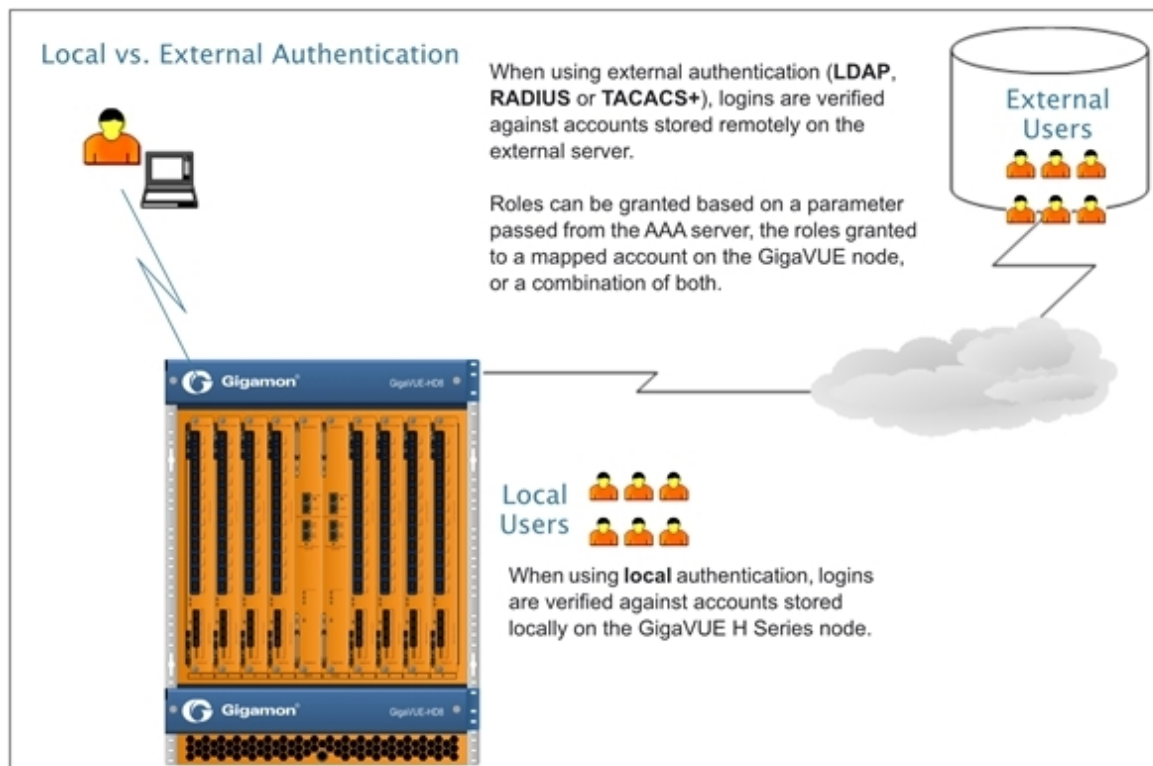 Local vs. External Authentication
When using external authentication (LDAP,
RADIUS or TACACS+), logins are verified
against accounts stored remotely on the
external server.
Roles can be granted based on a parameter
passed from the AAA server, the roles granted
to a mapped account on the GigaVUE node,
or a combination of both.
External
Users
Gigamon®
GigaVUE-HD8
Local
Users
When using local authentication, logins
are verified against accounts stored
locally on the GigaVUE H Series node.
Gigamon®
GigaVUE-HD8